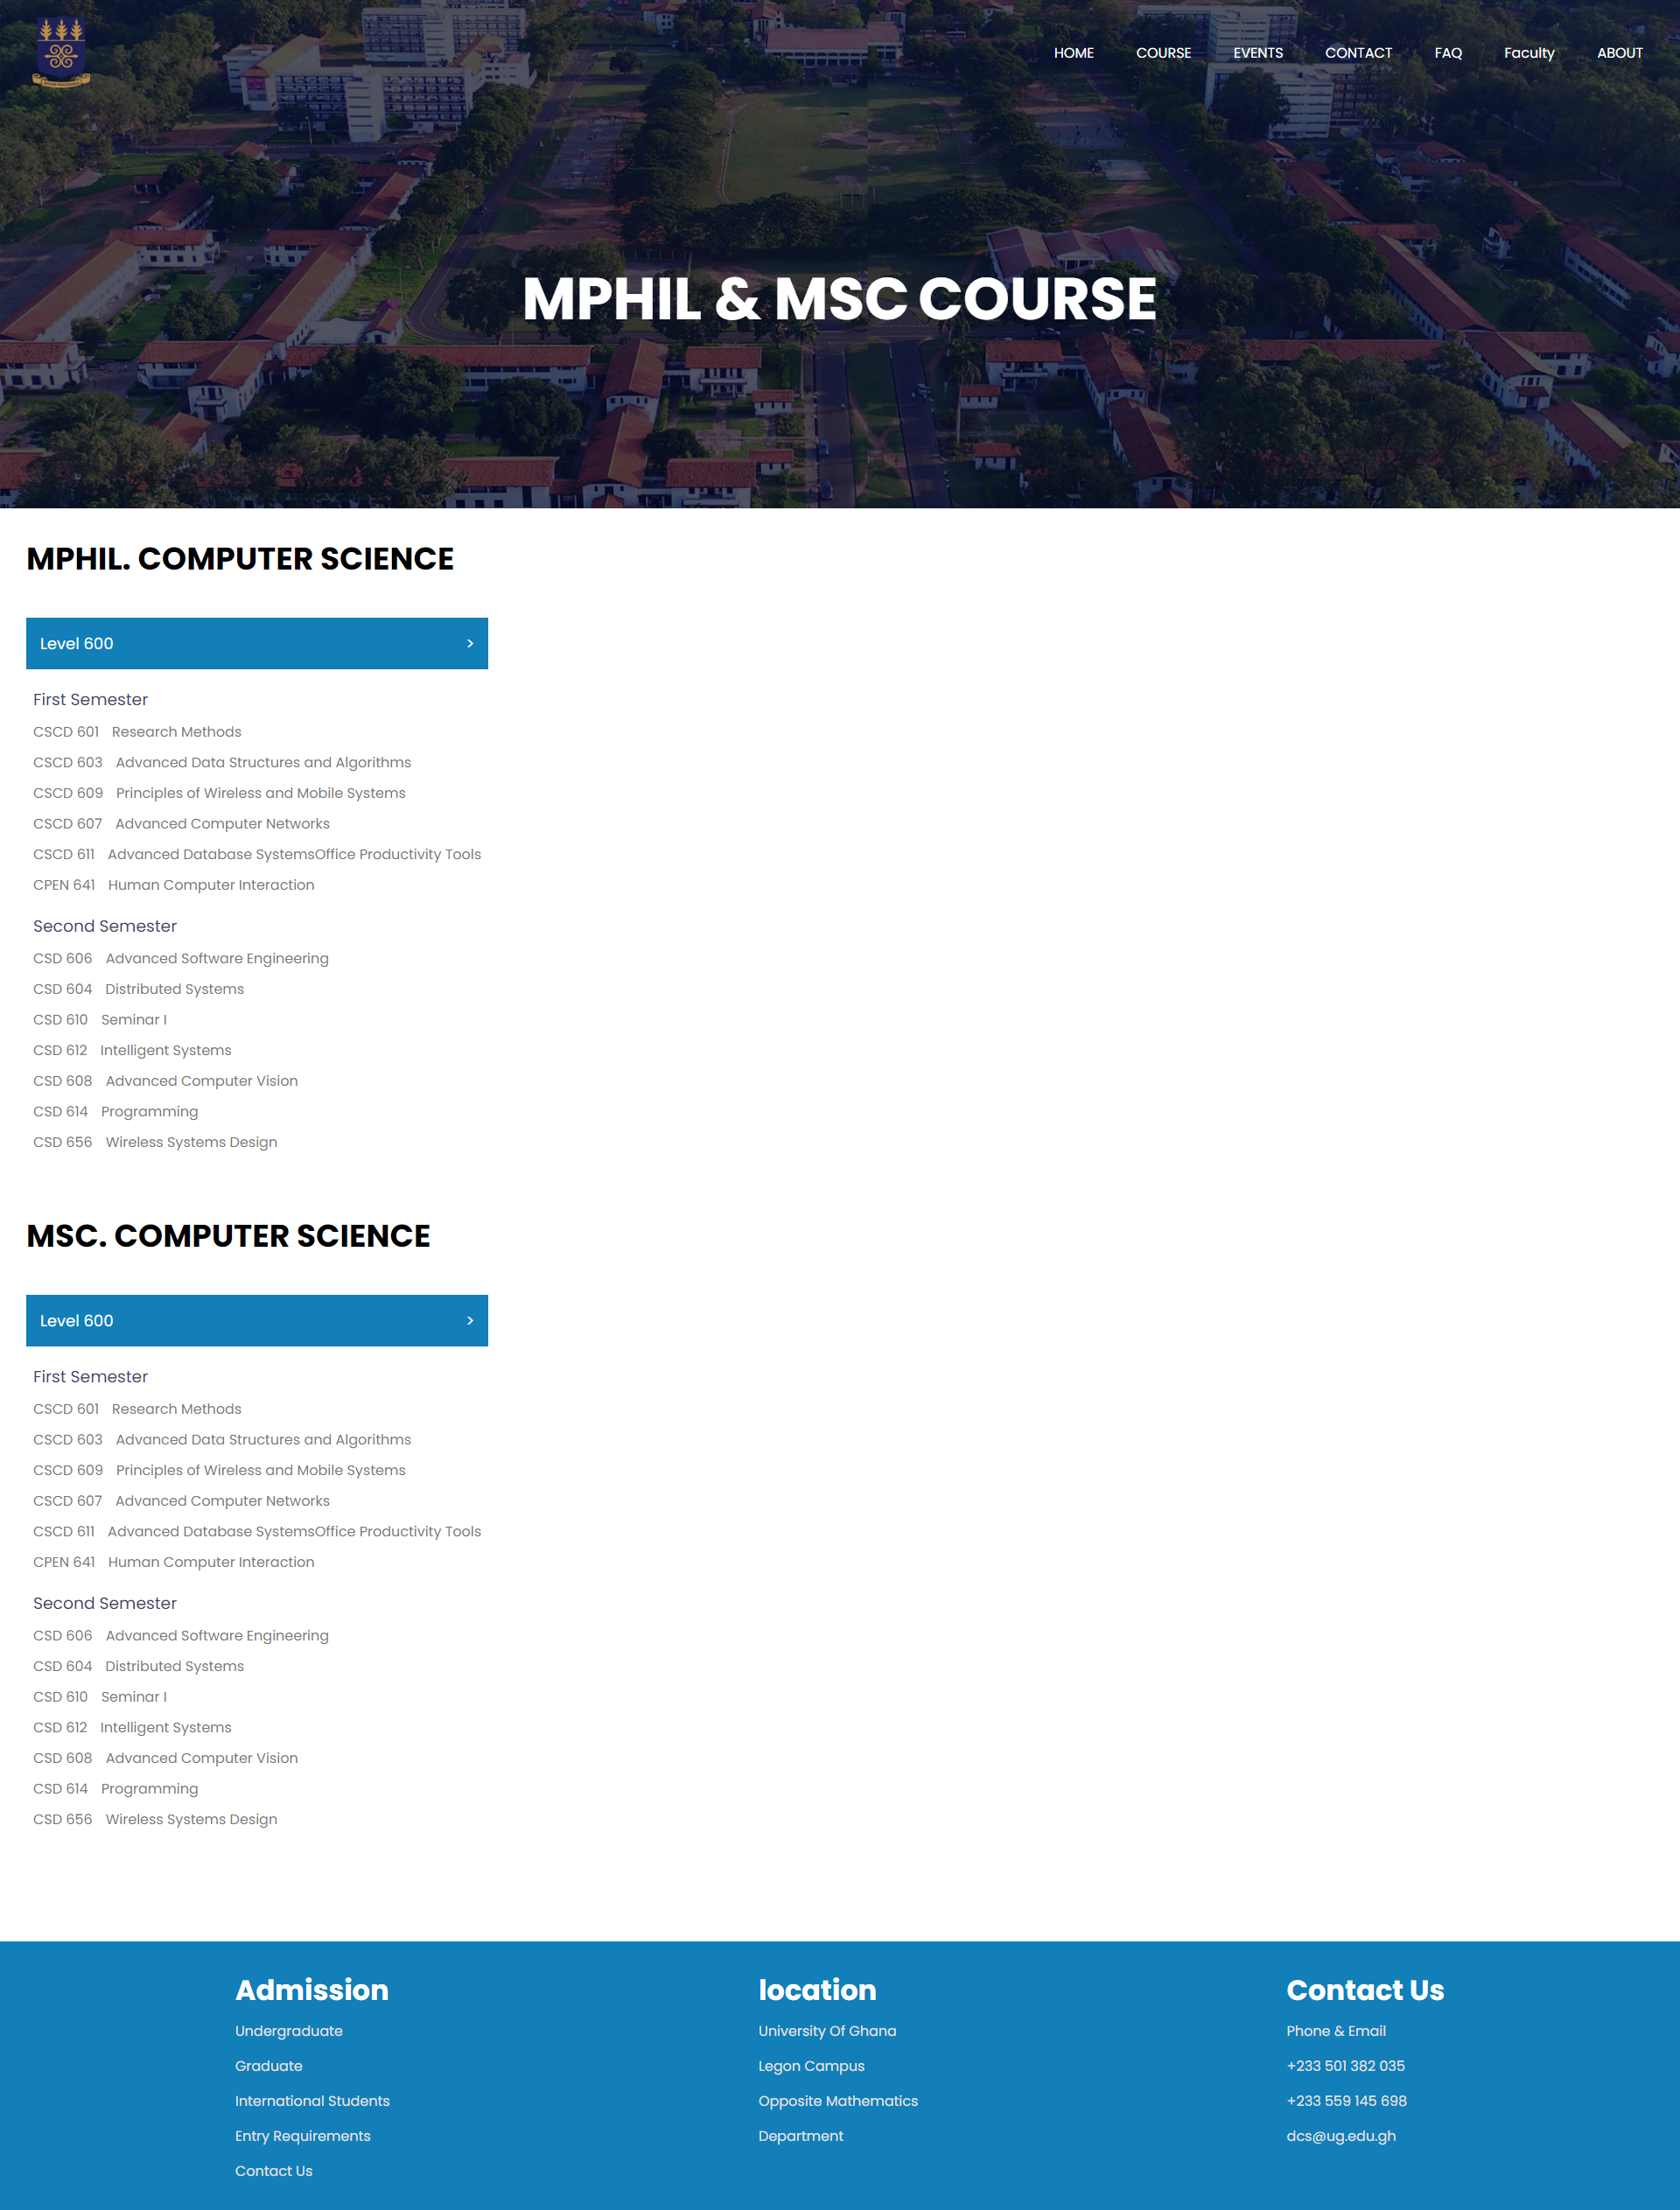 HOME COURSE EVENTS CONTACT FAQ Faculty ABOUT
MPHIL & MSC COURSE
MPHIL. COMPUTER SCIENCE
Level 600 >
First Semester
CSCD 601 Research Methods
CSCD 603 Advanced Data Structures and Algorithms
CSCD 609 Principles of Wireless and Mobile Systems
CSCD 607 Advanced Computer Networks
CSCD 611 Advanced Database SystemsOffice Productivity Tools
CPEN 641 Human Computer Interaction
Second Semester
CSD 606 Advanced Software Engineering
CSD 604 Distributed Systems
CSD 610 Seminar I
CSD 612 Intelligent Systems
CSD 608 Advanced Computer Vision
CSD 614 Programming
CSD 656 Wireless Systems Design
MSC. COMPUTER SCIENCE
Level 600 >
First Semester
CSCD 601 Research Methods
CSCD 603 Advanced Data Structures and Algorithms
CSCD 609 Principles of Wireless and Mobile Systems
CSCD 607 Advanced Computer Networks
CSCD 611 Advanced Database SystemsOffice Productivity Tools
CPEN 641 Human Computer Interaction
Second Semester
CSD 606 Advanced Software Engineering
CSD 604 Distributed Systems
CSD 610 Seminar I
CSD 612 Intelligent Systems
CSD 608 Advanced Computer Vision
CSD 614 Programming
CSD 656 Wireless Systems Design
Admission
Undergraduate
Graduate
International Students
Entry Requirements
Contact Us
location
University Of Ghana
Legon Campus
Opposite Mathematics
Department
Contact Us
Phone & Email
+233 501 382 035
+233 559 145 698
dcs@ug.edu.gh